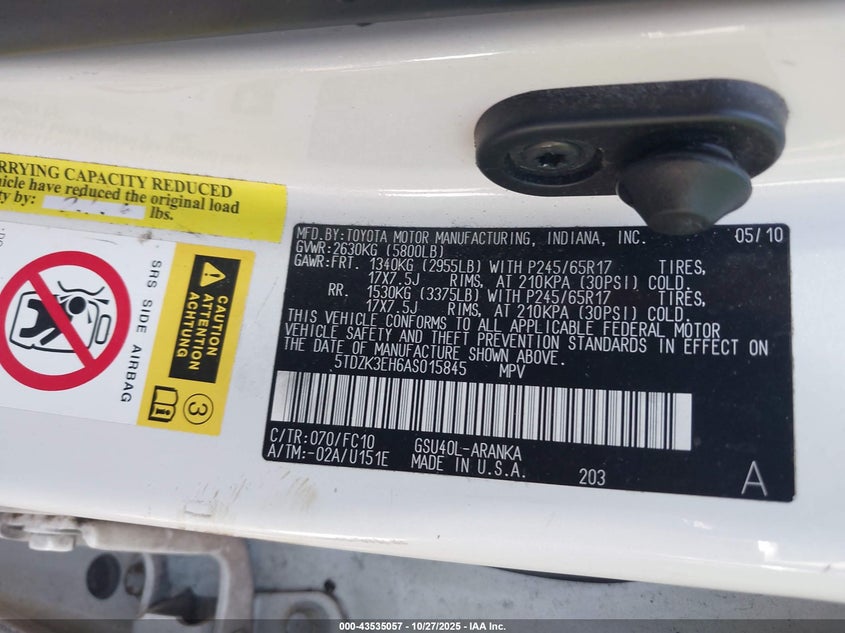 RRYING CAPACITY REDUCED
hicle have reduced the original load
ty by: lbs.
SRS SIDE AIRBAG
CAUTION
ATTENTION
ACHTUNG
3
MFD.BY:TOYOTA MOTOR MANUFACTURING, INDIANA, INC. 05/10
GVWR:2630KG (5800LB)
GAWR:FRT. 1340KG (2955LB) WITH P245/65R17 TIRES,
17X7.5J RIMS, AT 210KPA (30PSI) COLD.
RR. 1530KG (3375LB) WITH P245/65R17 TIRES,
17X7.5J RIMS, AT 210KPA (30PSI) COLD.
THIS VEHICLE CONFORMS TO ALL APPLICABLE FEDERAL MOTOR
VEHICLE SAFETY AND THEFT PREVENTION STANDARDS IN EFFECT ON
THE DATE OF MANUFACTURE SHOWN ABOVE.
5TDZK3EH6AS015845 MPV
C/TR:070/FC10 GSU40L-ARANKA
A/TM:-02A/U151E MADE IN U.S.A. 203 A
000-43535057 | 10/27/2025 | IAA Inc.